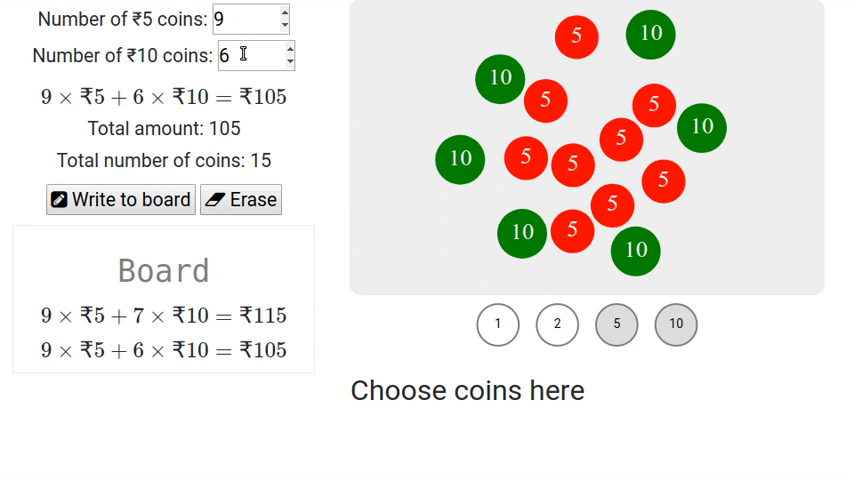 Number of ₹5 coins: 9
Number of ₹10 coins: 6
9 × ₹5 + 6 × ₹10 = ₹105
Total amount: 105
Total number of coins: 15
Write to board Erase
Board
9 × ₹5 + 7 × ₹10 = ₹115
9 × ₹5 + 6 × ₹10 = ₹105
5 10
10 5 5 10
5
10 5 5 5
5
10 5 10
1 2 5 10
Choose coins here